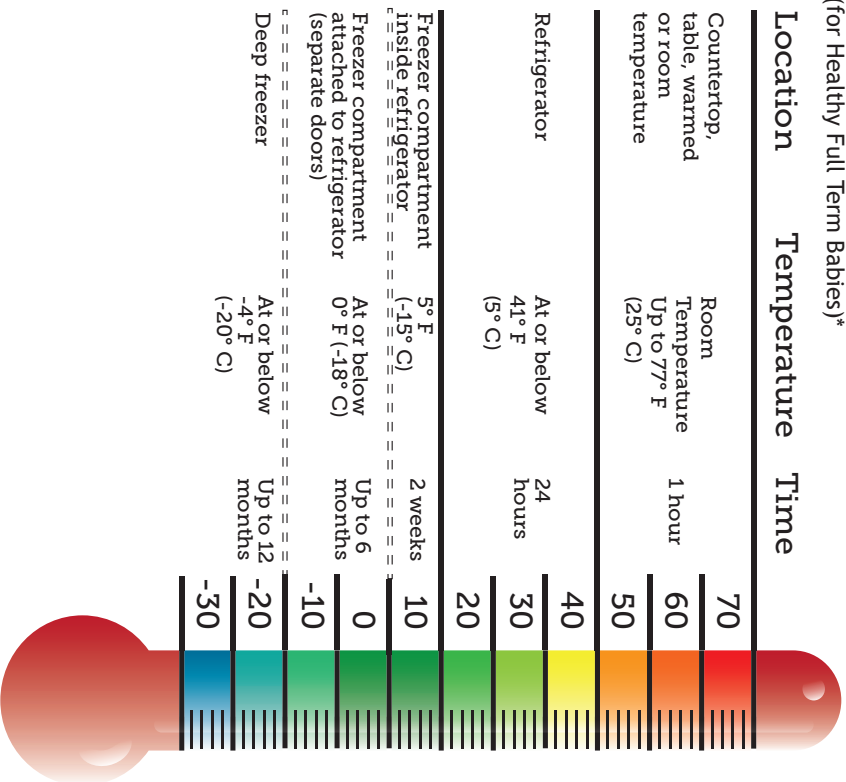 (for Healthy Full Term Babies)*
Location Temperature Time
Countertop,
table, warmed
or room
temperature
Room
Temperature
Up to 77° F
(25° C)
1 hour
Refrigerator
At or below
41° F
(5° C)
24
hours
Freezer compartment
inside refrigerator
5° F
(-15° C)
2 weeks
Freezer compartment
attached to refrigerator
(separate doors)
At or below
0° F (-18° C)
Up to 6
months
Deep freezer
At or below
-4° F
(-20° C)
Up to 12
months
70
60
50
40
30
20
10
0
-10
-20
-30